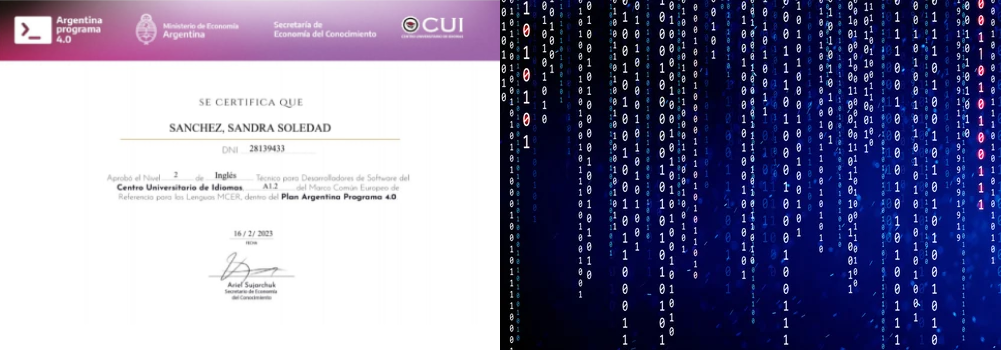 Argentina
programa
4.0
Ministerio de Economía
Argentina
Secretaría de
Economía del Conocimiento
CUI
CENTRO UNIVERSITARIO DE IDIOMAS
SE CERTIFICA QUE
SANCHEZ, SANDRA SOLEDAD
DNI 28139433
Aprobó el Nivel 2 de Inglés Técnico para Desarrolladores de Software del
Centro Universitario de Idiomas, A1.2 del Marco Común Europeo de
Referencia para las Lenguas MCER, dentro del Plan Argentina Programa 4.0.
16 / 2 / 2023
FECHA
Ariel Sujarchuk
Secretario de Economía
del Conocimiento